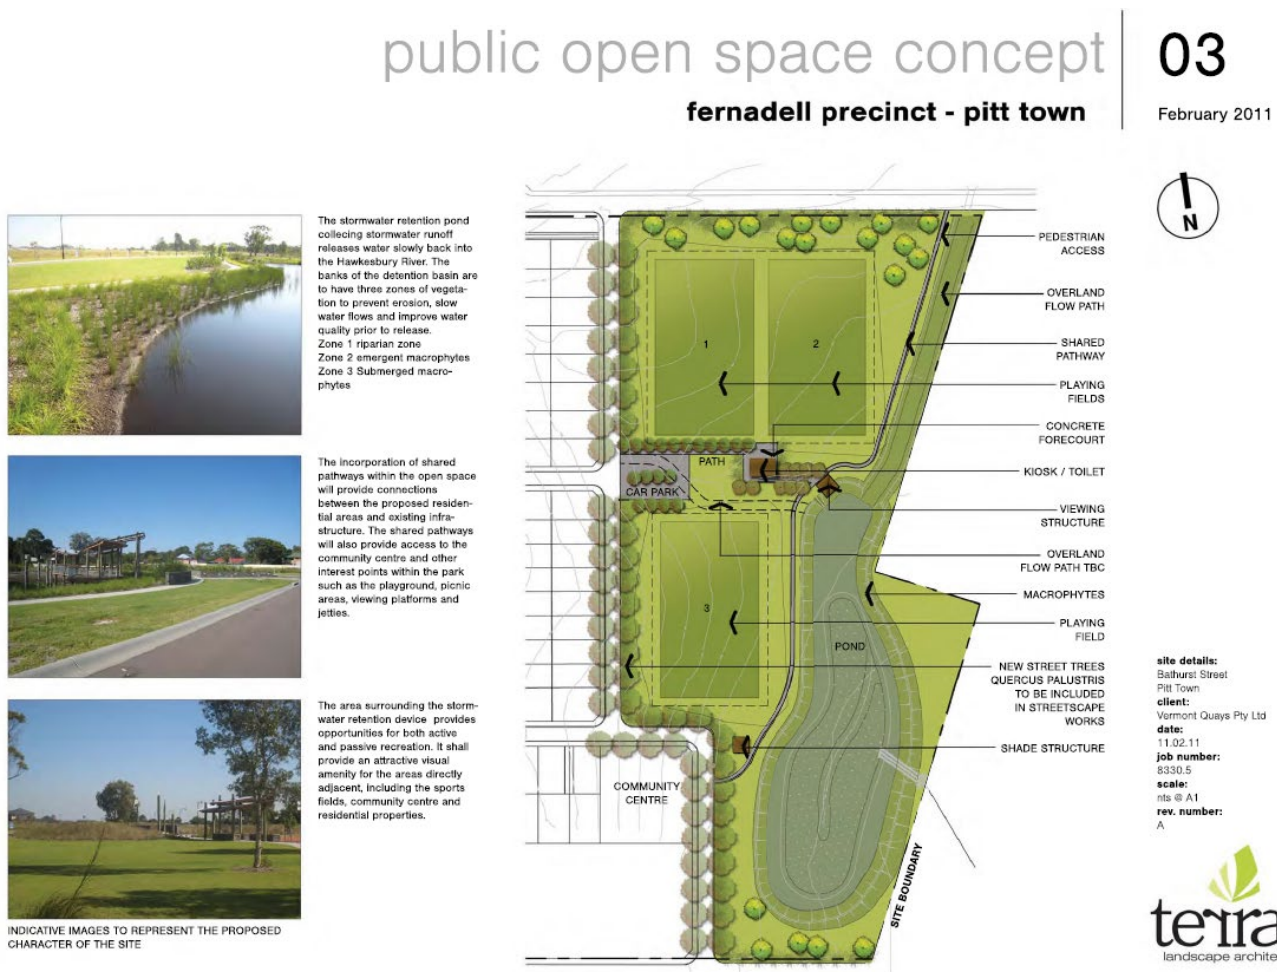 public open space concept
03
fernadell precinct - pitt town
February 2011
N
The stormwater retention pond
collecing stormwater runoff
releases water slowly back into
the Hawkesbury River. The
banks of the detention basin are
to have three zones of vegeta-
tion to prevent erosion, slow
water flows and improve water
quality prior to release.
Zone 1 riparian zone
Zone 2 emergent macrophytes
Zone 3 Submerged macro-
phytes
The incorporation of shared
pathways within the open space
will provide connections
between the proposed residen-
tial areas and existing infra-
structure. The shared pathways
will also provide access to the
community centre and other
interest points within the park
such as the playground, picnic
areas, viewing platforms and
jetties.
The area surrounding the storm-
water retention device provides
opportunities for both active
and passive recreation. It shall
provide an attractive visual
amenity for the areas directly
adjacent, including the sports
fields, community centre and
residential properties.
INDICATIVE IMAGES TO REPRESENT THE PROPOSED
CHARACTER OF THE SITE
1
2
PATH
CAR PARK
3
POND
COMMUNITY
CENTRE
SITE BOUNDARY
PEDESTRIAN
ACCESS
OVERLAND
FLOW PATH
SHARED
PATHWAY
PLAYING
FIELDS
CONCRETE
FORECOURT
KIOSK / TOILET
VIEWING
STRUCTURE
OVERLAND
FLOW PATH TBC
MACROPHYTES
PLAYING
FIELD
NEW STREET TREES
QUERCUS PALUSTRIS
TO BE INCLUDED
IN STREETSCAPE
WORKS
SHADE STRUCTURE
site details:
Bathurst Street
Pitt Town
client:
Vermont Quays Pty Ltd
date:
11.02.11
job number:
8330.5
scale:
nts @ A1
rev. number:
A
terra
landscape archite